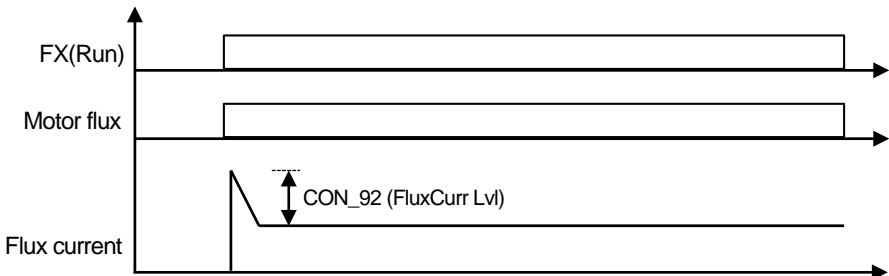 FX(Run)
Motor flux
CON_92 (FluxCurr Lvl)
Flux current